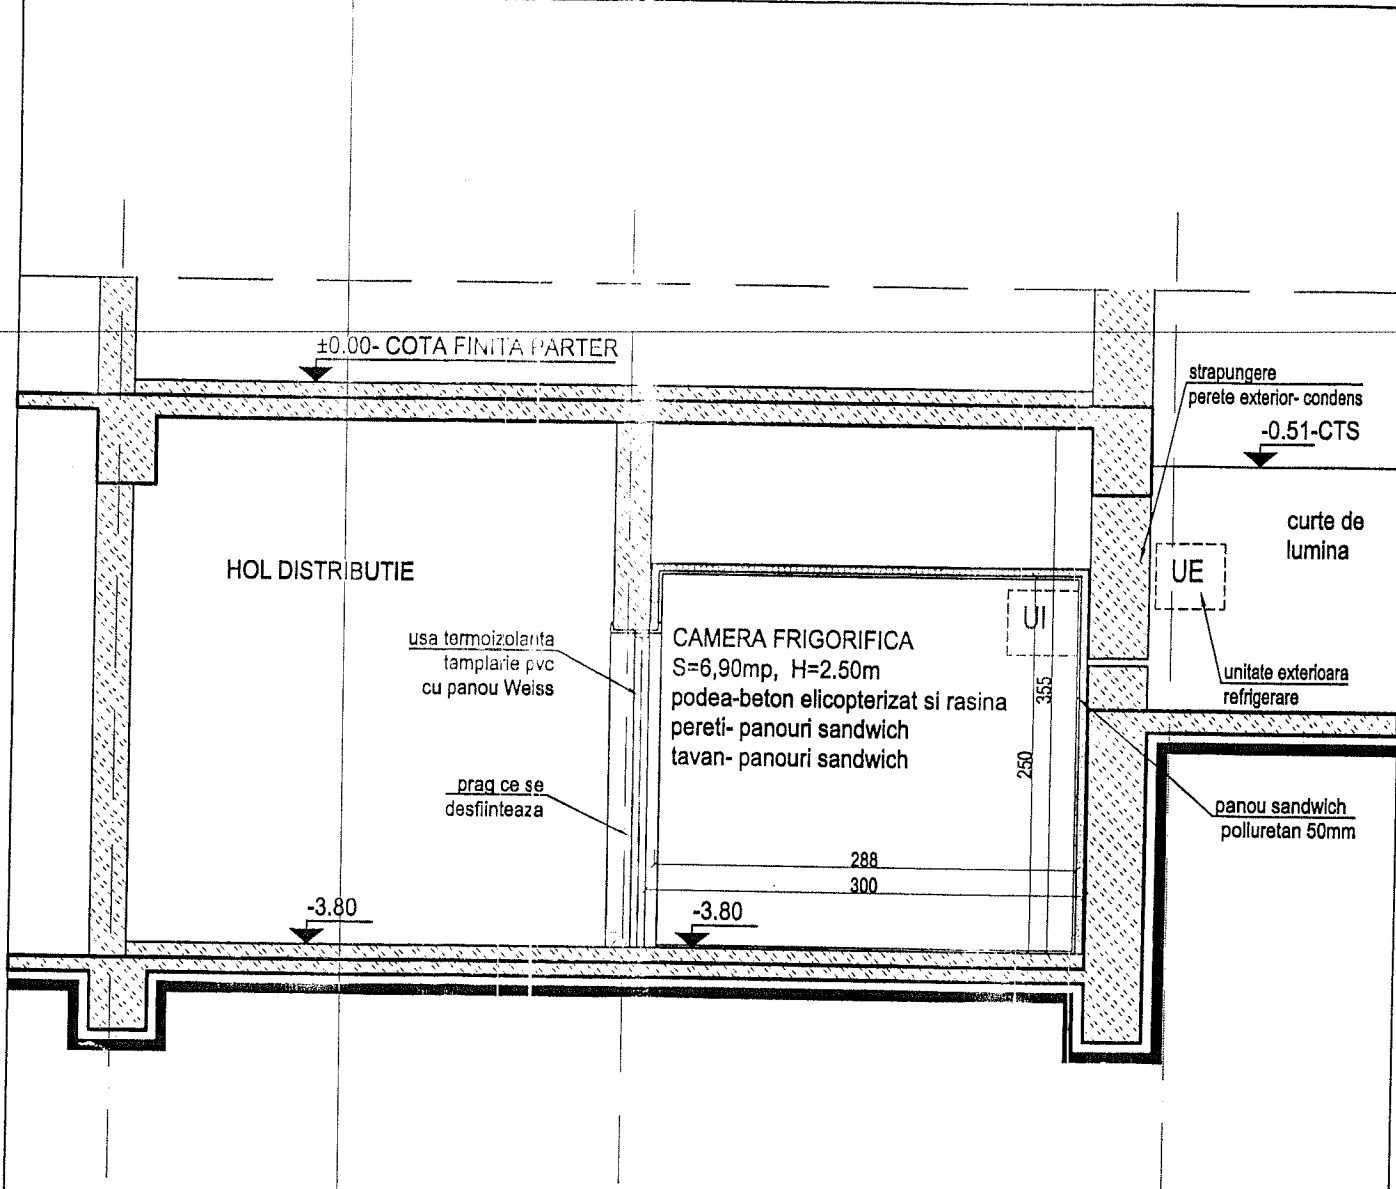 ±0.00- COTA FINITA PARTER
strapungere
perete exterior- condens
-0.51-CTS
curte de
lumina
UE
HOL DISTRIBUTIE
UI
usa termoizolanta
tamplarie pvc
cu panou Weiss
CAMERA FRIGORIFICA
S=6,90mp, H=2.50m
podea-beton elicopterizat si rasina
pereti- panouri sandwich
tavan- panouri sandwich
355
250
unitate exterioara
refrigerare
prag ce se
desfiinteaza
panou sandwich
poliuretan 50mm
288
300
-3.80
-3.80